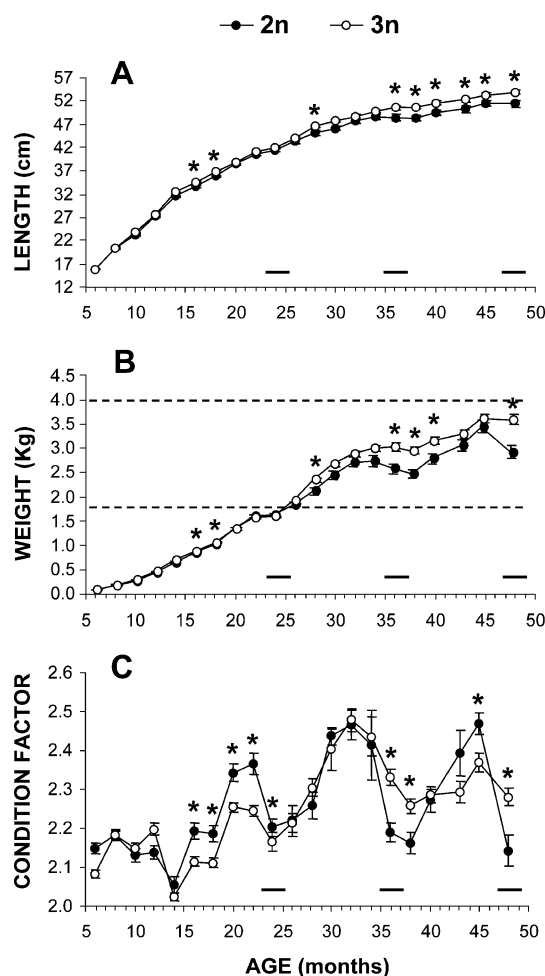 2n 3n
A
LENGTH (cm)
57
52
47
42
37
32
27
22
17
12
* * * * * * * * *
5 10 15 20 25 30 35 40 45 50
B
WEIGHT (Kg)
4.5
4.0
3.5
3.0
2.5
2.0
1.5
1.0
0.5
0.0
* * * * * * *
5 10 15 20 25 30 35 40 45 50
C
CONDITION FACTOR
2.6
2.5
2.4
2.3
2.2
2.1
2.0
* * * * * * * * *
5 10 15 20 25 30 35 40 45 50
AGE (months)